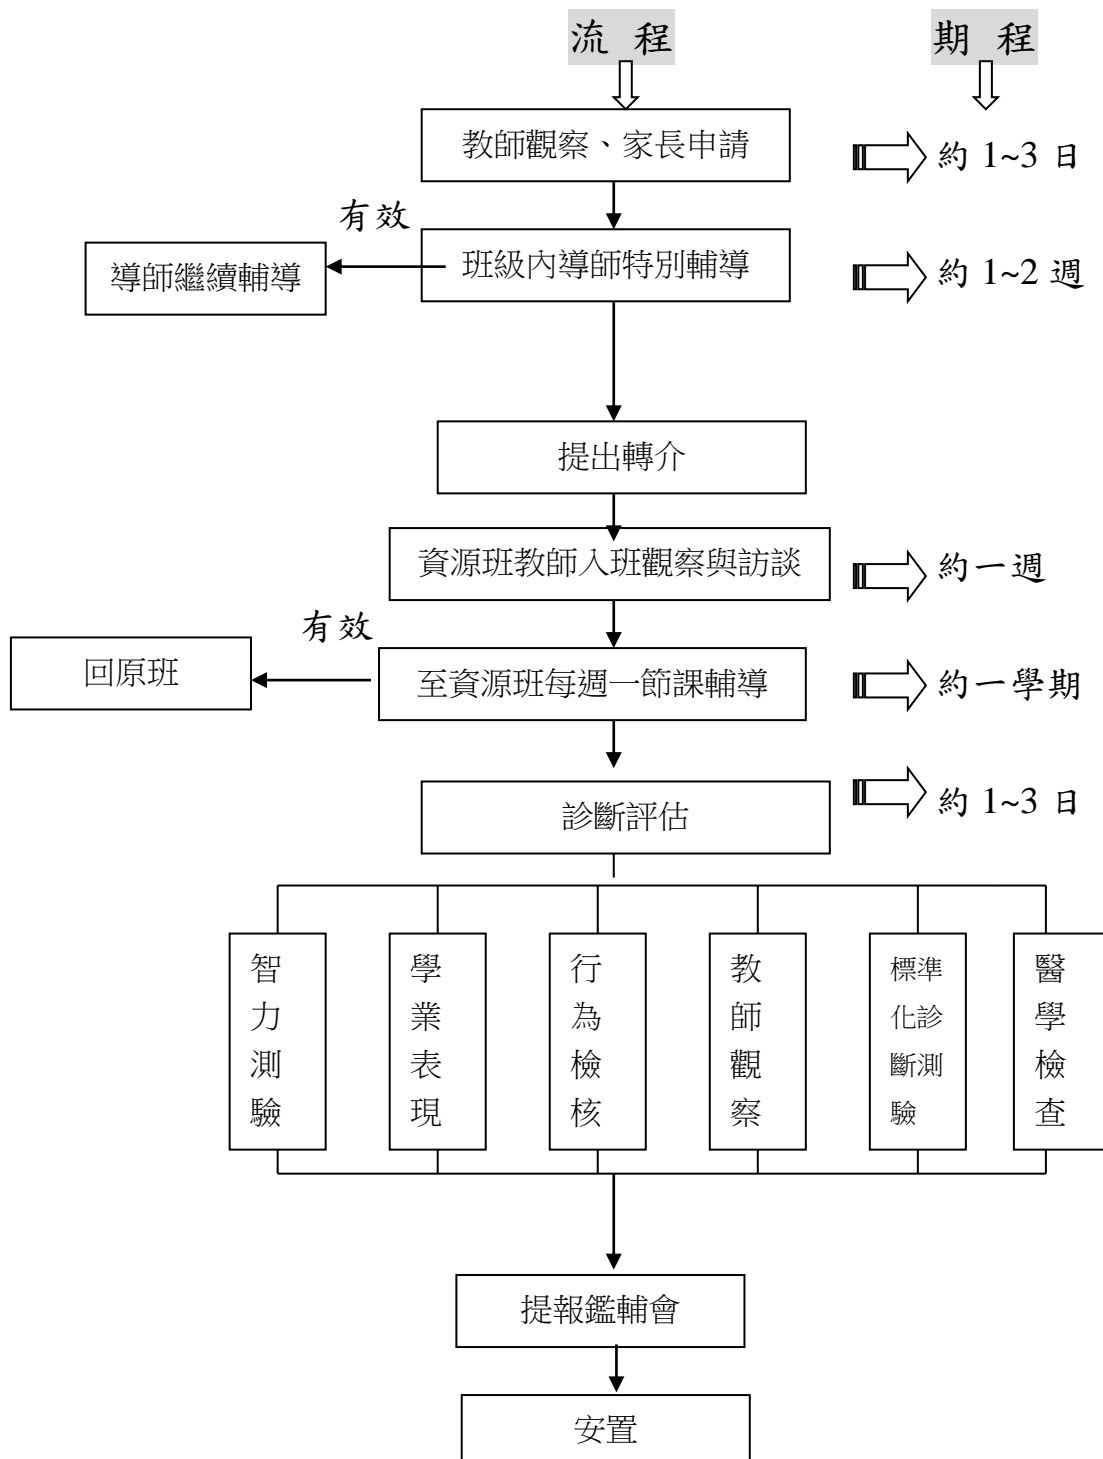 流 程
期 程
教師觀察、家長申請
約 1~3 日
有效
導師繼續輔導
班級內導師特別輔導
約 1~2 週
提出轉介
資源班教師入班觀察與訪談
約一週
有效
回原班
至資源班每週一節課輔導
約一學期
診斷評估
約 1~3 日
智力測驗
學業表現
行為檢核
教師觀察
標準
化診
斷測
驗
醫學檢查
提報鑑輔會
安置